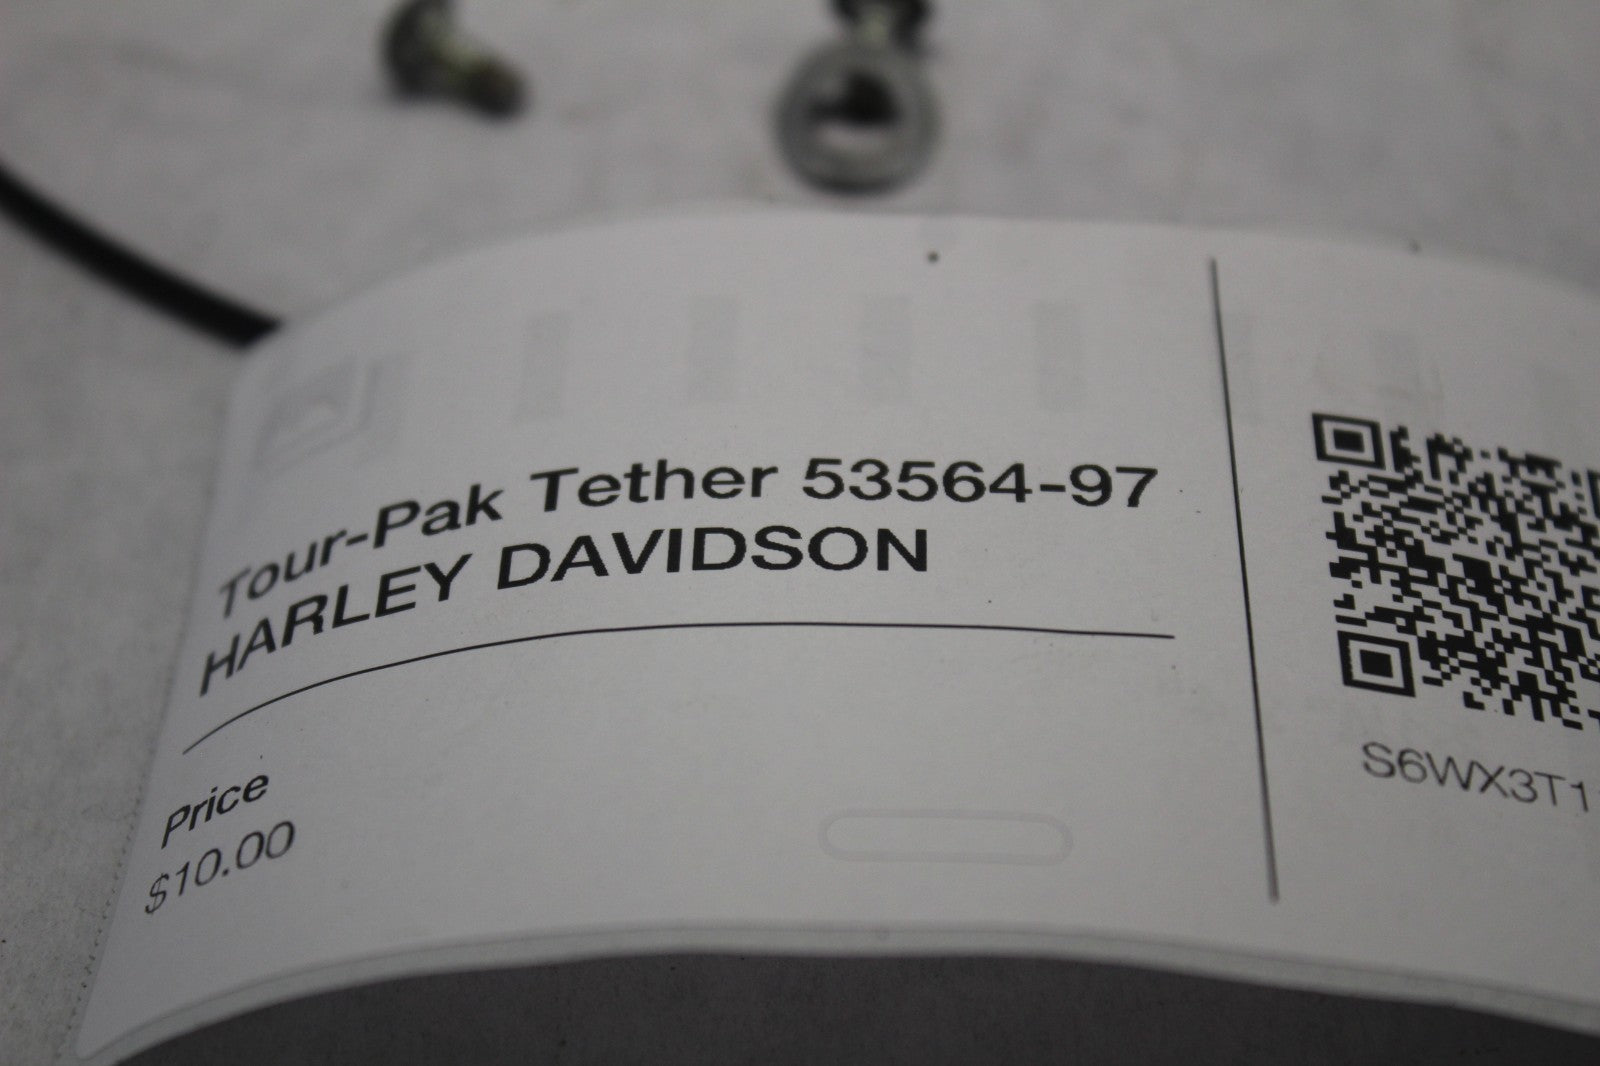 Tour-Pak Tether 53564-97
HARLEY DAVIDSON
Price
$10.00
S6WX3T1